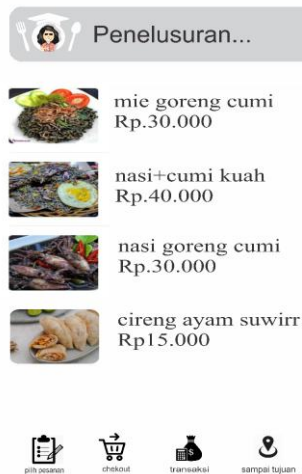 Penelusuran...
mie goreng cumi
Rp.30.000
nasi+cumi kuah
Rp.40.000
nasi goreng cumi
Rp.30.000
cireng ayam suwirr
Rp15.000
pilih pesanan
chekout
transaksi
sampai tujuan